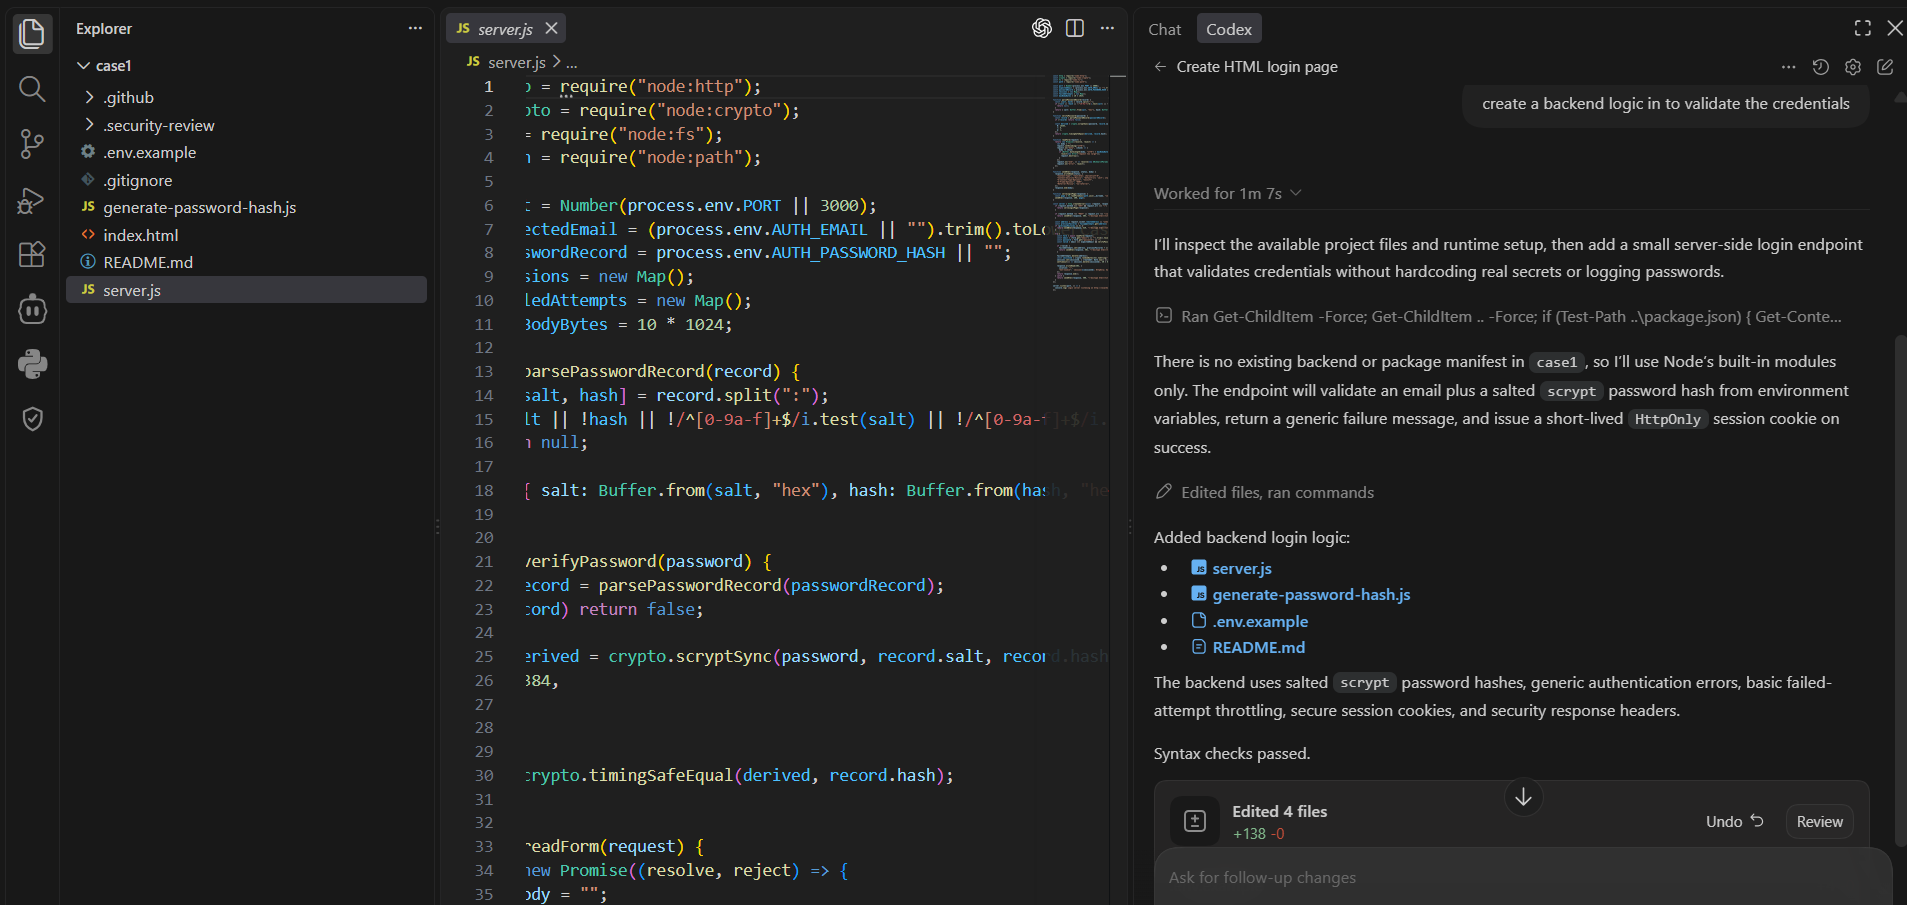 Explorer
case1
.github
.security-review
.env.example
.gitignore
JS generate-password-hash.js
<> index.html
README.md
JS server.js
JS server.js
JS server.js > ...
1 = require("node:http");
2 pto = require("node:crypto");
3 = require("node:fs");
4 = require("node:path");
5
6 = Number(process.env.PORT || 3000);
7 ectedEmail = (process.env.AUTH_EMAIL || "").trim().toLo
8 swordRecord = process.env.AUTH_PASSWORD_HASH || "";
9 sions = new Map();
10 ledAttempts = new Map();
11 BodyBytes = 10 * 1024;
12
13 parsePasswordRecord(record) {
14 salt, hash] = record.split(":");
15 lt || !hash || !/^[0-9a-f]+$/i.test(salt) || !/^[0-9a-f]+$/i.
16 null;
17
18 { salt: Buffer.from(salt, "hex"), hash: Buffer.from(hash, "he
19
20
21 verifyPassword(password) {
22 ecord = parsePasswordRecord(passwordRecord);
23 cord) return false;
24
25 erived = crypto.scryptSync(password, record.salt, record.hash
26 384,
27
28
29
30 crypto.timingSafeEqual(derived, record.hash);
31
32
33 readForm(request) {
34 new Promise((resolve, reject) => {
35 ody = "";
Chat Codex
Create HTML login page
create a backend logic in to validate the credentials
Worked for 1m 7s
I’ll inspect the available project files and runtime setup, then add a small server-side login endpoint
that validates credentials without hardcoding real secrets or logging passwords.
Ran Get-ChildItem -Force; Get-ChildItem .. -Force; if (Test-Path ..\package.json) { Get-Conte...
There is no existing backend or package manifest in case1, so I’ll use Node’s built-in modules
only. The endpoint will validate an email plus a salted scrypt password hash from environment
variables, return a generic failure message, and issue a short-lived HttpOnly session cookie on
success.
Edited files, ran commands
Added backend login logic:
• server.js
• generate-password-hash.js
• .env.example
• README.md
The backend uses salted scrypt password hashes, generic authentication errors, basic failed-
attempt throttling, secure session cookies, and security response headers.
Syntax checks passed.
Edited 4 files
+138 -0
Undo
Review
Ask for follow-up changes